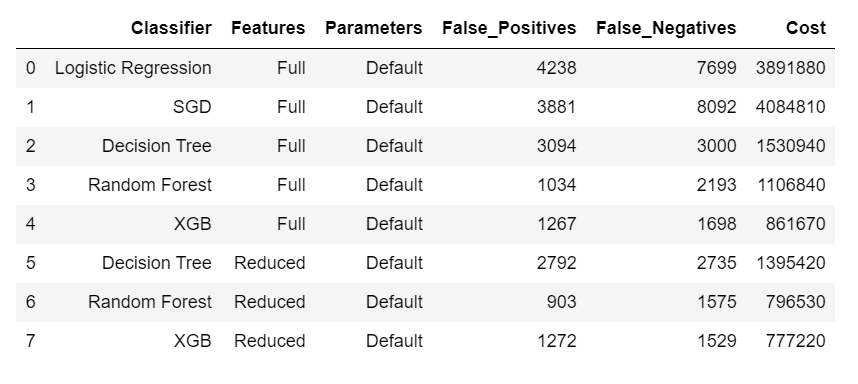 Classifier Features Parameters False_Positives False_Negatives Cost
0 Logistic Regression Full Default 4238 7699 3891880
1 SGD Full Default 3881 8092 4084810
2 Decision Tree Full Default 3094 3000 1530940
3 Random Forest Full Default 1034 2193 1106840
4 XGB Full Default 1267 1698 861670
5 Decision Tree Reduced Default 2792 2735 1395420
6 Random Forest Reduced Default 903 1575 796530
7 XGB Reduced Default 1272 1529 777220